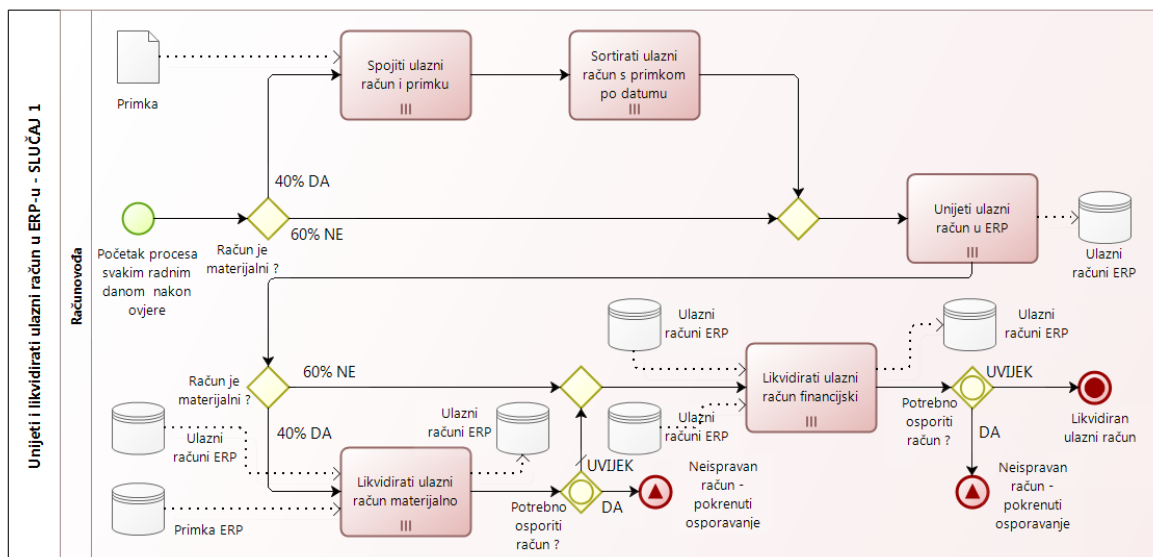 Unijeti i likvidirati ulazni račun u ERP-u - SLUČAJ 1
Računovođa
Primka
Spojiti ulazni
račun i primku
Sortirati ulazni
račun s primkom
po datumu
40% DA
60% NE
Račun je
materijalni ?
Početak procesa
svakim radnim
danom nakon
ovjere
Unijeti ulazni
račun u ERP
Ulazni
računi ERP
Račun je
materijalni ?
60% NE
40% DA
Ulazni
računi ERP
Primka ERP
Likvidirati ulazni
račun materijalno
Ulazni
računi ERP
Potrebno
osporiti
račun ?
UVIJEK
DA
Neispravan
račun -
pokrenuti
osporavanje
Ulazni
računi ERP
Ulazni
računi ERP
Likvidirati ulazni
račun financijski
Ulazni
računi ERP
Potrebno
osporiti
račun ?
UVIJEK
DA
Likvidiran
ulazni račun
Neispravan
račun -
pokrenuti
osporavanje